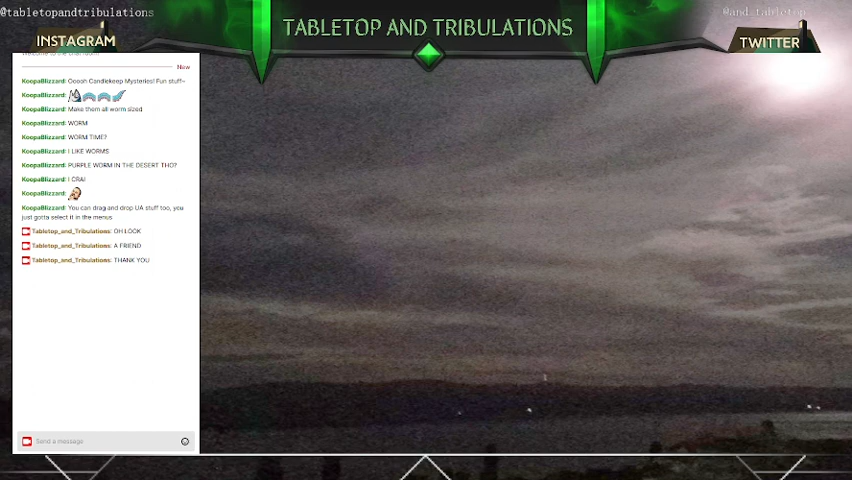 @tabletopandtribulations
INSTAGRAM
TABLETOP AND TRIBULATIONS
@and_tabletop
TWITTER
New
KoopaBlizzard: Ooooh Candlekeep Mysteries! Fun stuff~
KoopaBlizzard:
KoopaBlizzard: Make them all worm sized
KoopaBlizzard: WORM
KoopaBlizzard: WORM TIME?
KoopaBlizzard: I LIKE WORMS
KoopaBlizzard: PURPLE WORM IN THE DESERT THO?
KoopaBlizzard: I CRAI
KoopaBlizzard:
KoopaBlizzard: You can drag and drop UA stuff too, you
just gotta select it in the menus
Tabletop_and_Tribulations: OH LOOK
Tabletop_and_Tribulations: A FRIEND
Tabletop_and_Tribulations: THANK YOU
Send a message